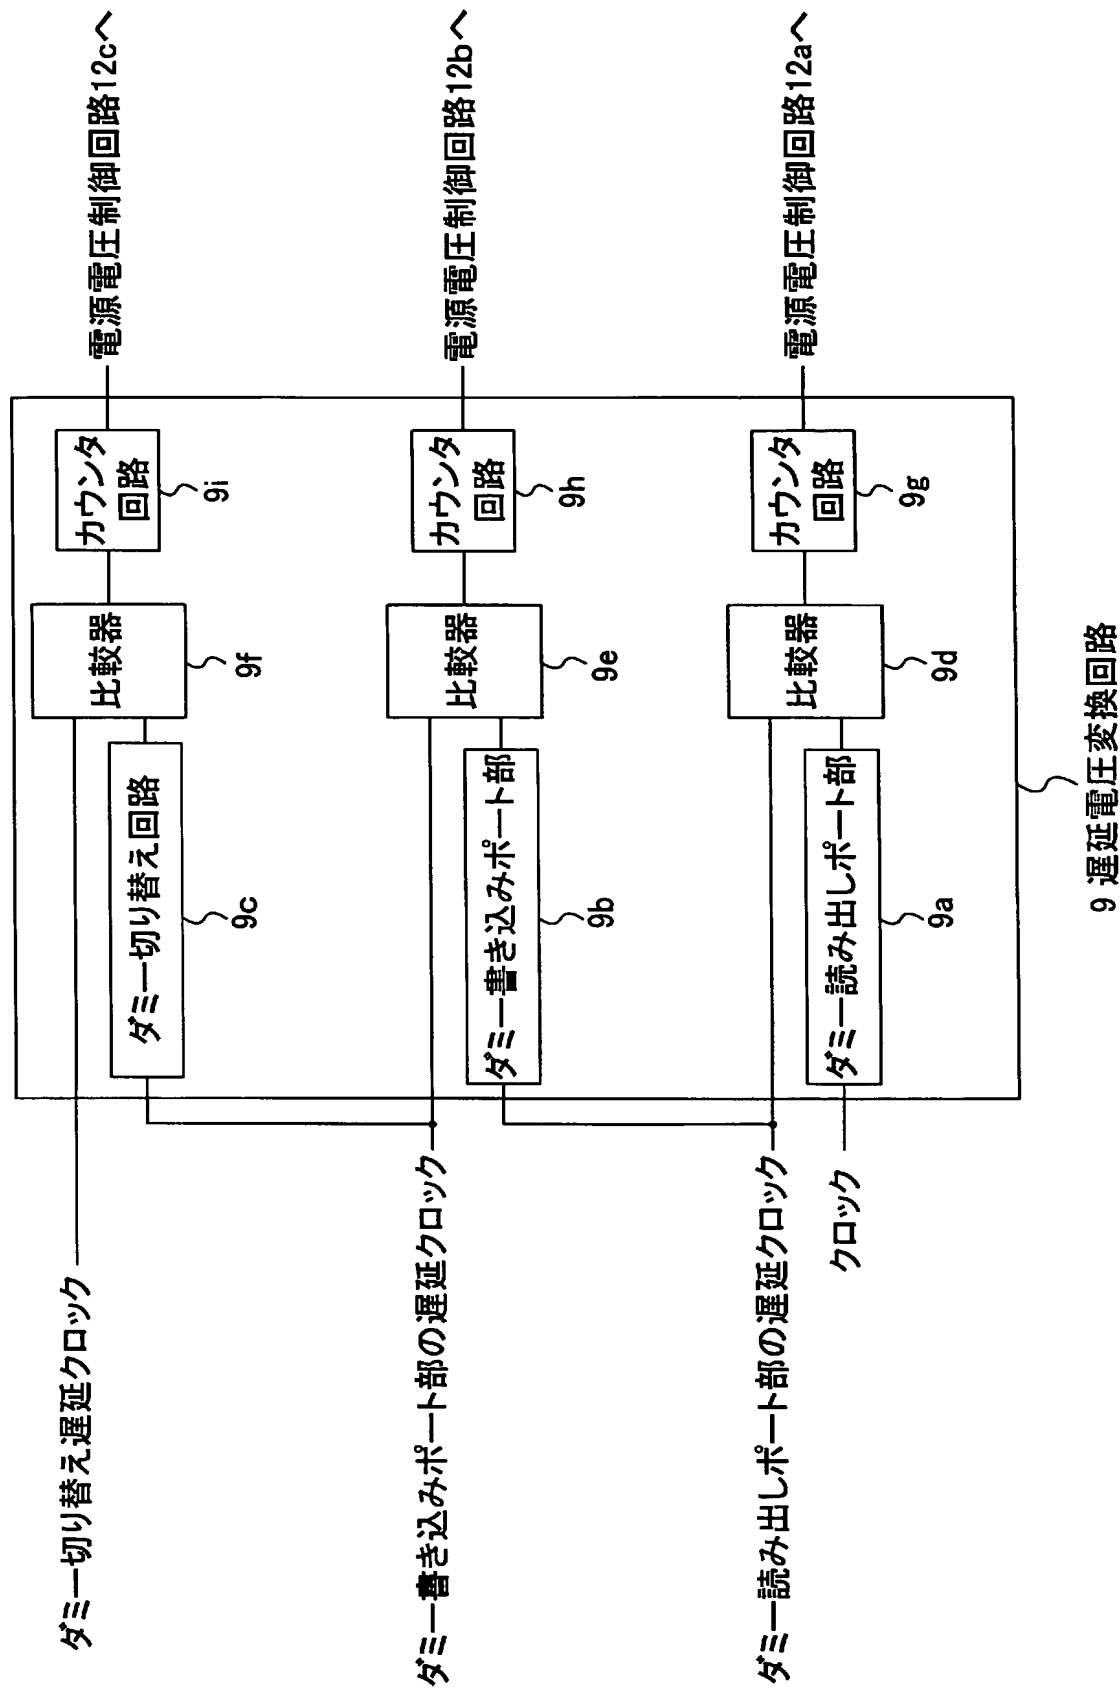 ダミー切り替え遅延クロック
ダミー切り替え回路
9c
比較器
9f
カウンタ
回路
9i
電源電圧制御回路12cへ
ダミー書き込みポート部の遅延クロック
ダミー書き込みポート部
9b
比較器
9e
カウンタ
回路
9h
電源電圧制御回路12bへ
ダミー読み出しポート部の遅延クロック
クロック
ダミー読み出しポート部
9a
比較器
9d
カウンタ
回路
9g
電源電圧制御回路12aへ
9 遅延電圧変換回路